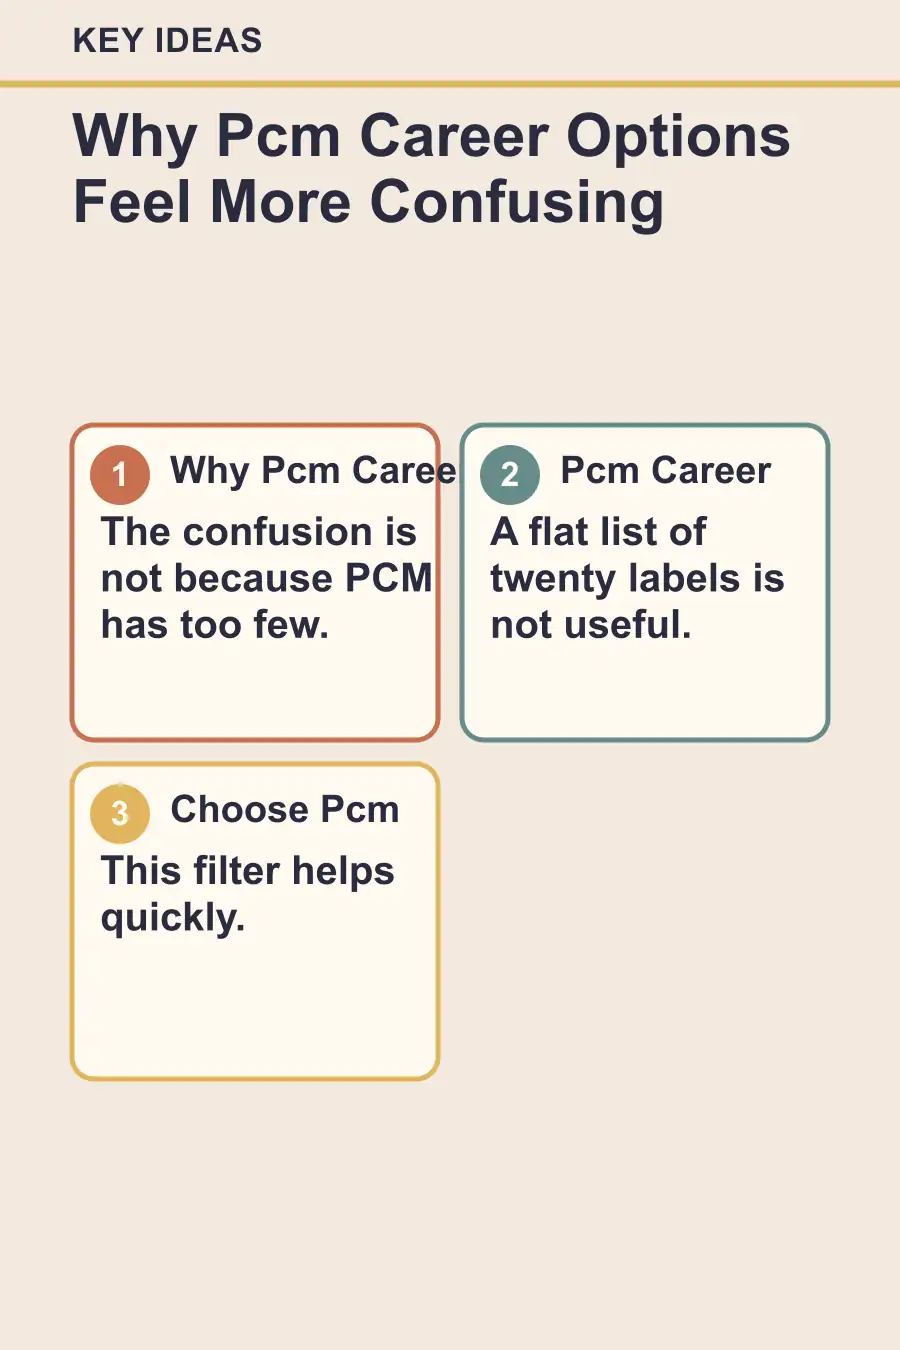 KEY IDEAS
Why Pcm Career Options
Feel More Confusing
1
Why Pcm Caree
The confusion is
not because PCM
has too few.
2
Pcm Career
A flat list of
twenty labels is
not useful.
3
Choose Pcm
This filter helps
quickly.